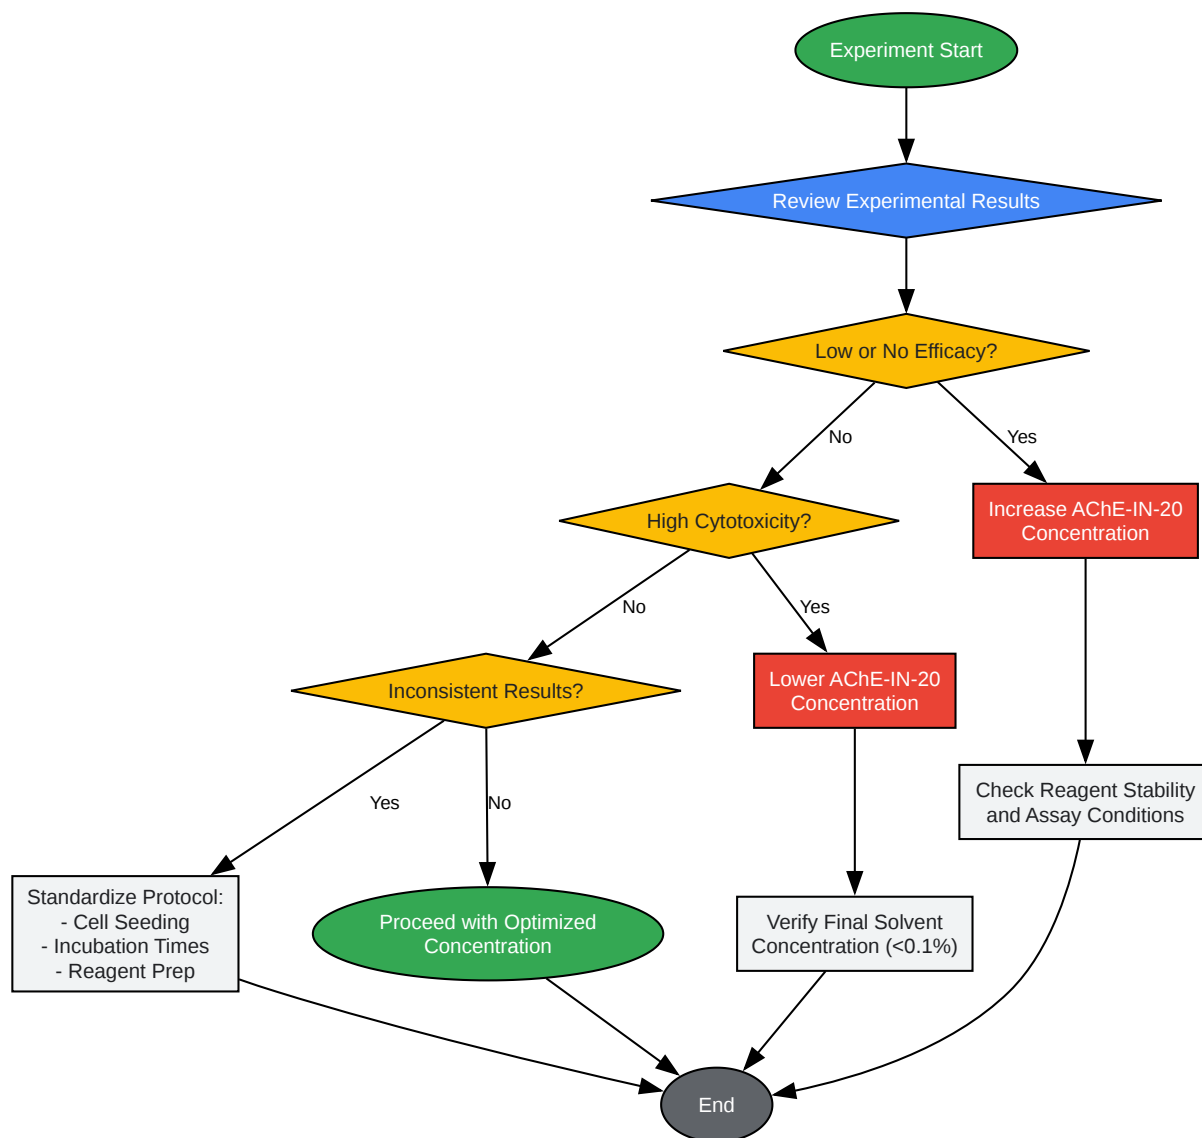 Experiment Start
Review Experimental Results
Low or No Efficacy?
No
Yes
High Cytotoxicity?
Increase AChE-IN-20
Concentration
No
Yes
Inconsistent Results?
Lower AChE-IN-20
Concentration
Yes
No
Check Reagent Stability
and Assay Conditions
Standardize Protocol:
- Cell Seeding
- Incubation Times
- Reagent Prep
Proceed with Optimized
Concentration
Verify Final Solvent
Concentration (<0.1%)
End